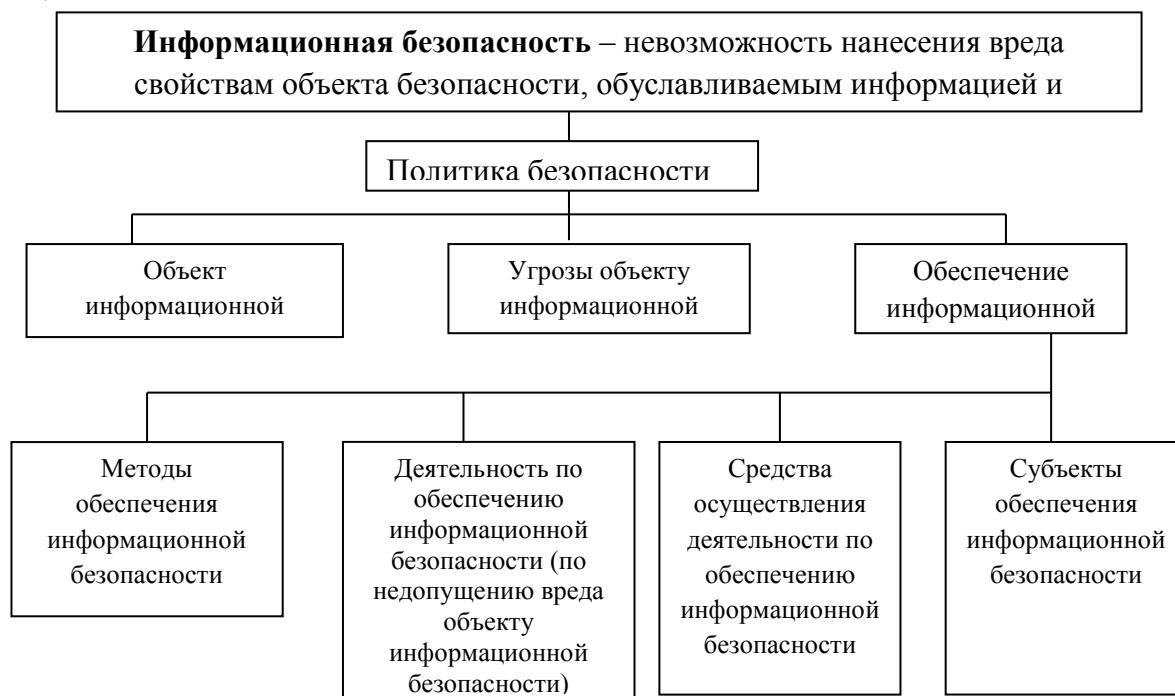 Информационная безопасность – невозможность нанесения вреда
свойствам объекта безопасности, обуславливаемым информацией и
Политика безопасности
Объект
информационной
Угрозы объекту
информационной
Обеспечение
информационной
Методы
обеспечения
информационной
безопасности
Деятельность по
обеспечению
информационной
безопасности (по
недопущению вреда
объекту
информационной
безопасности)
Средства
осуществления
деятельности по
обеспечению
информационной
безопасности
Субъекты
обеспечения
информационной
безопасности